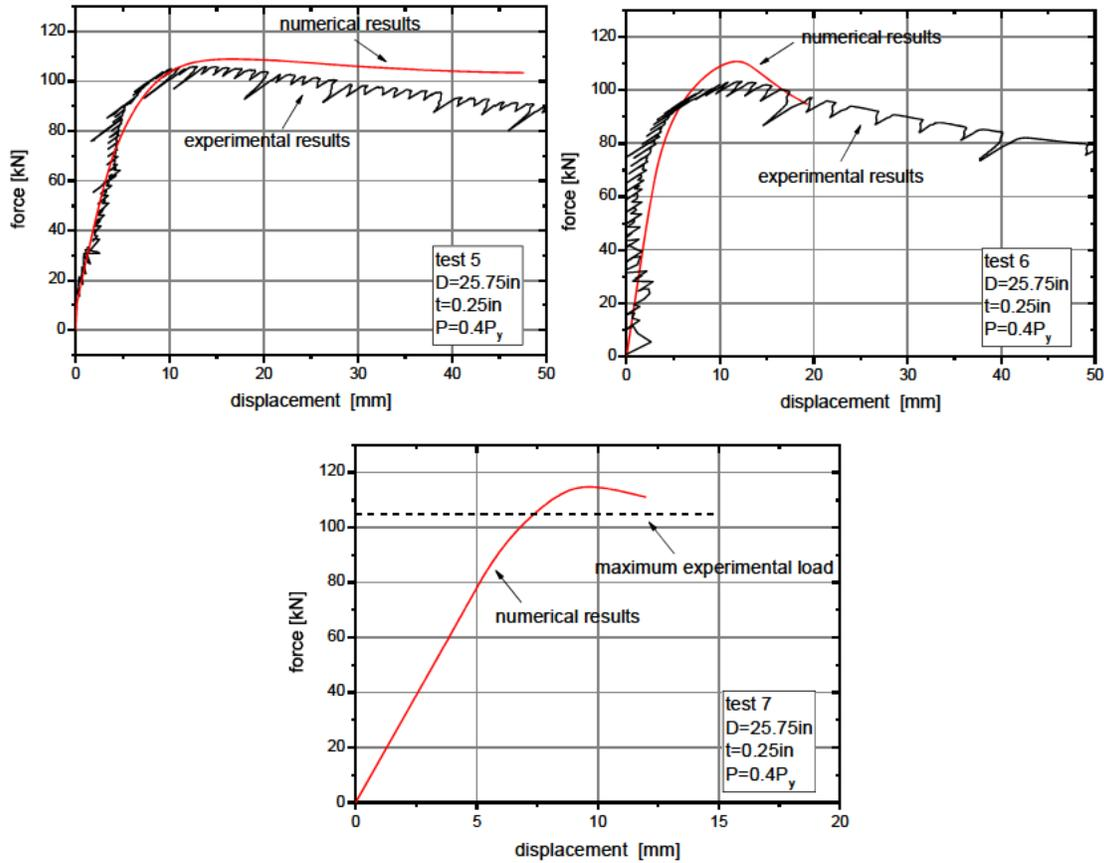 120
100
80
60
40
20
0
force [kN]
numerical results
experimental results
test 5
D=25.75in
t=0.25in
P=0.4Py
0 10 20 30 40 50
displacement [mm]
120
100
80
60
40
20
0
force [kN]
numerical results
experimental results
test 6
D=25.75in
t=0.25in
P=0.4Py
0 10 20 30 40 50
displacement [mm]
120
100
80
60
40
20
0
force [kN]
maximum experimental load
numerical results
test 7
D=25.75in
t=0.25in
P=0.4Py
0 5 10 15 20
displacement [mm]